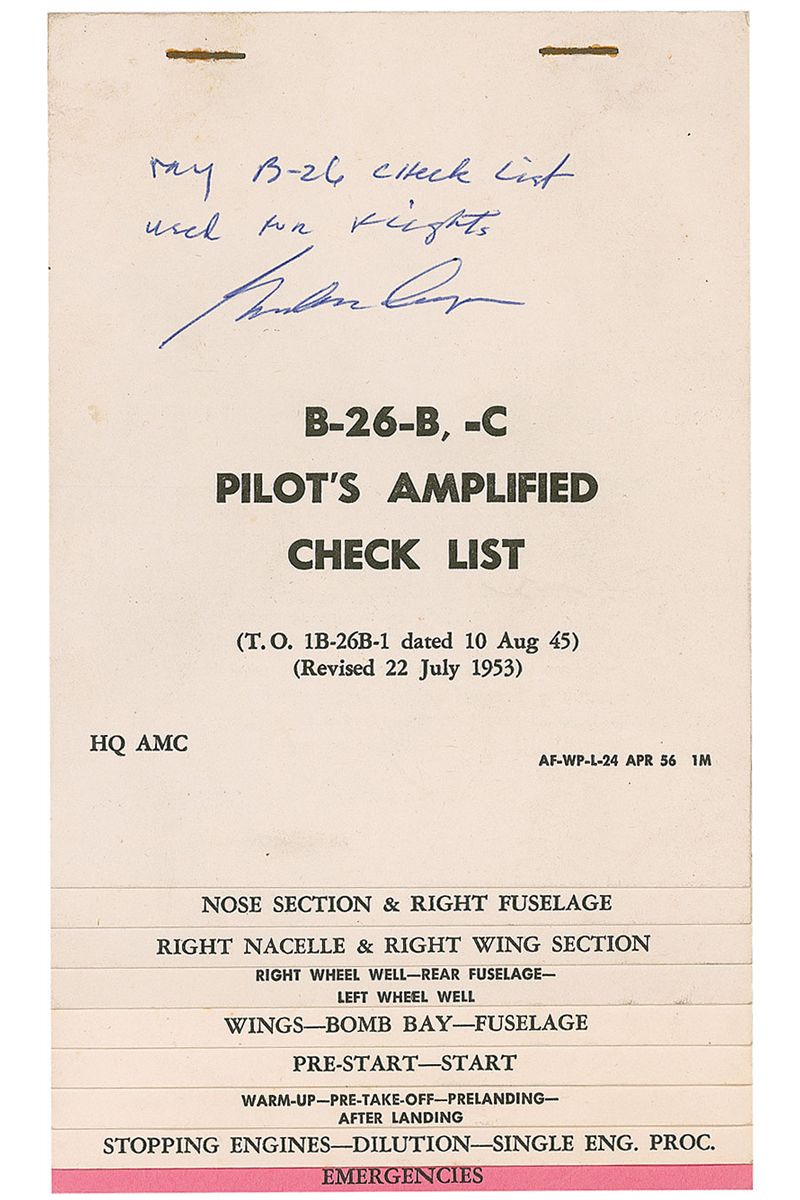 my B-26 check list
used for flights
B-26-B, -C
PILOT'S AMPLIFIED
CHECK LIST
(T. O. 1B-26B-1 dated 10 Aug 45)
(Revised 22 July 1953)
HQ AMC
AF-WP-L-24 APR 56 1M
NOSE SECTION & RIGHT FUSELAGE
RIGHT NACELLE & RIGHT WING SECTION
RIGHT WHEEL WELL—REAR FUSELAGE—
LEFT WHEEL WELL
WINGS—BOMB BAY—FUSELAGE
PRE-START—START
WARM-UP—PRE-TAKE-OFF—PRELANDING—
AFTER LANDING
STOPPING ENGINES—DILUTION—SINGLE ENG. PROC.
EMERGENCIES